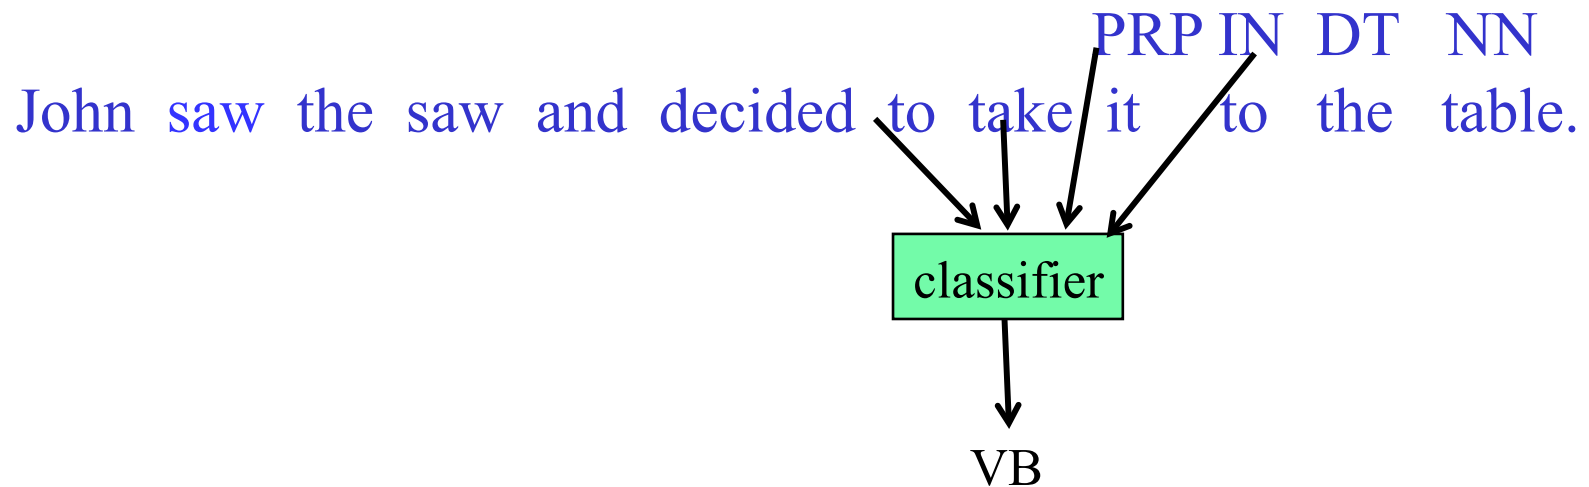 PRP IN DT NN
John saw the saw and decided to take it to the table.
classifier
VB